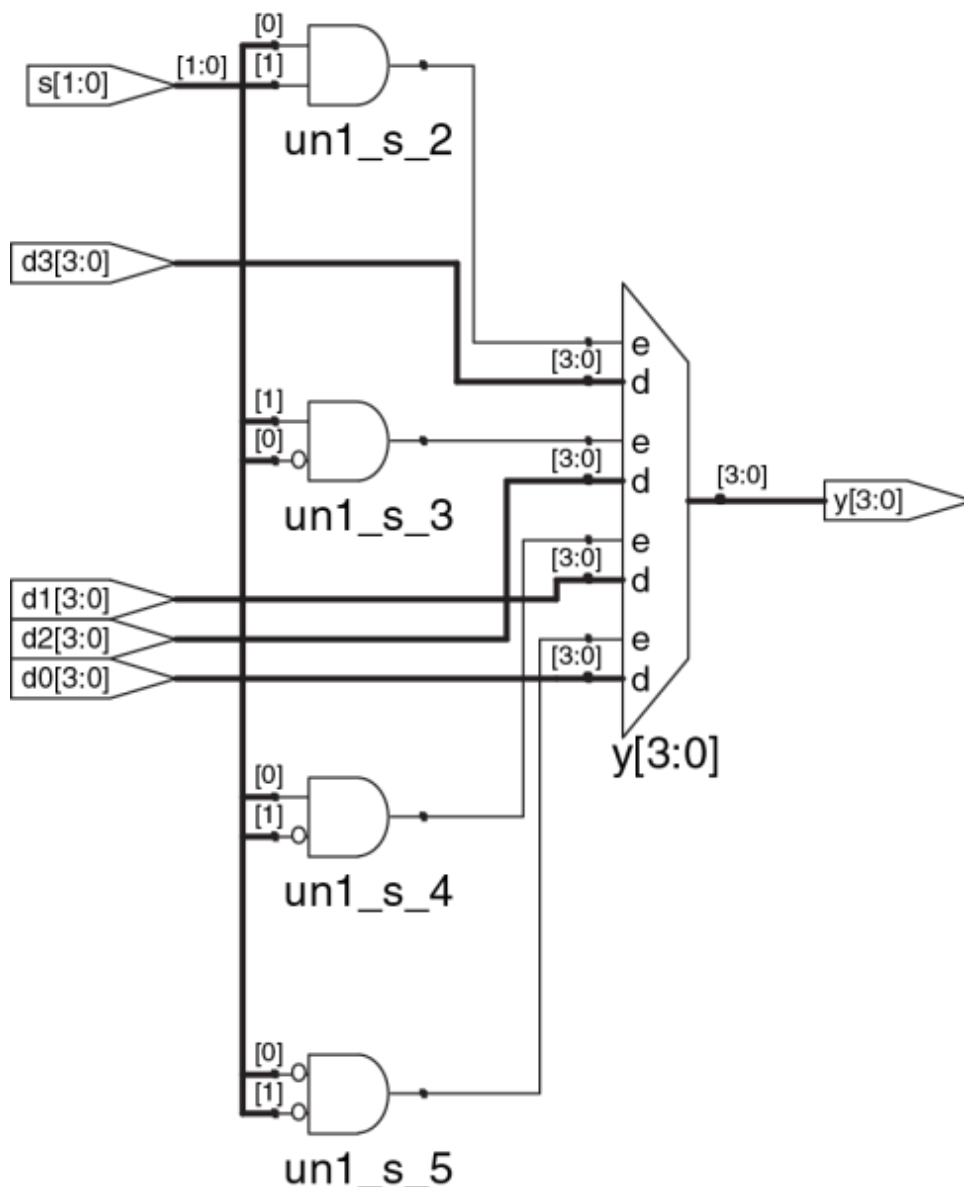 [0]
s[1:0]
[1:0]
[1]
un1_s_2
d3[3:0]
e
[3:0]
d
[1]
[0]
e
[3:0]
d
un1_s_3
[3:0]
y[3:0]
e
[3:0]
d
d1[3:0]
d2[3:0]
d0[3:0]
e
[3:0]
d
y[3:0]
[0]
[1]
un1_s_4
[0]
[1]
un1_s_5